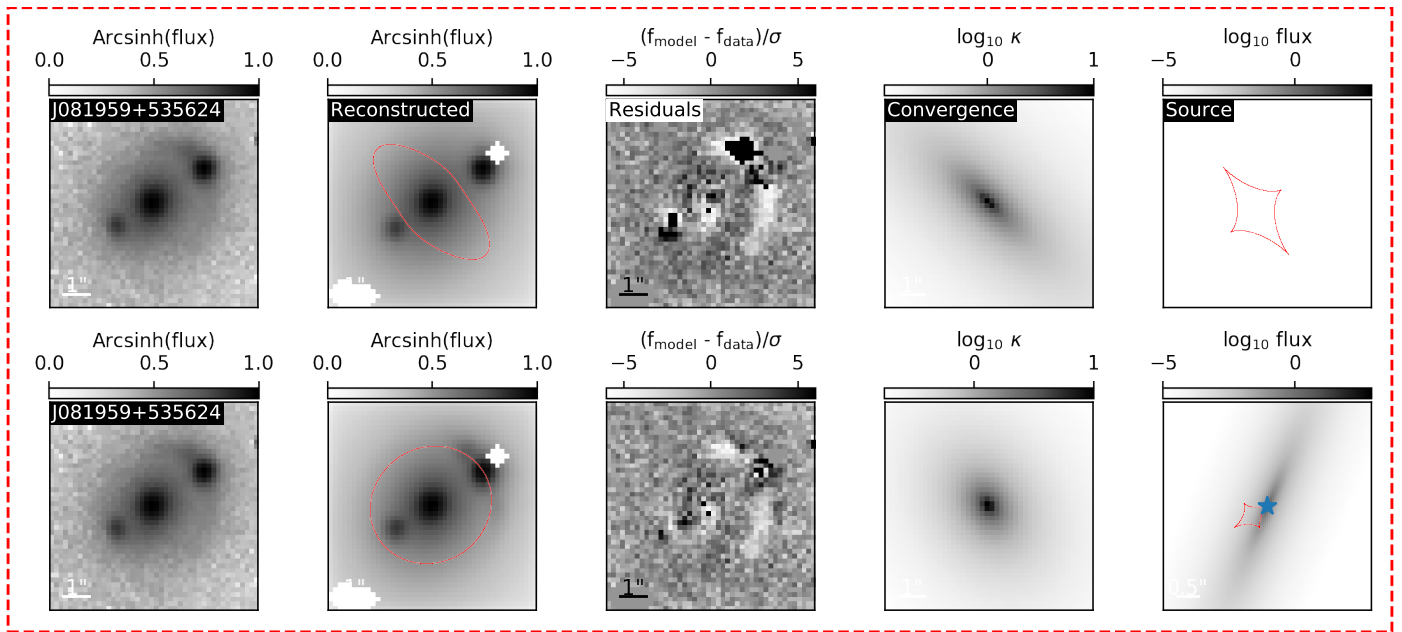 Arcsinh(flux) Arcsinh(flux) (f_model - f_data)/σ log₁₀ κ log₁₀ flux
0.0 0.5 1.0 0.0 0.5 1.0 −5 0 5 0 1 −5 0
J081959+535624 Reconstructed Residuals Convergence Source
1" 1" 1" 1"
Arcsinh(flux) Arcsinh(flux) (f_model - f_data)/σ log₁₀ κ log₁₀ flux
0.0 0.5 1.0 0.0 0.5 1.0 −5 0 5 0 1 −5 0
J081959+535624
1" 1" 1" 1" 0.5"